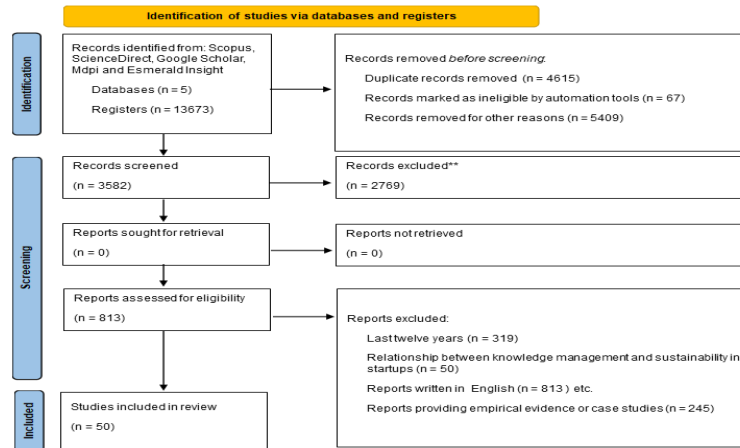 Identification of studies via databases and registers
Identification
Records identified from: Scopus,
ScienceDirect, Google Scholar,
Mdpi and Esmerald Insight
Databases (n = 5)
Registers (n = 13673)
Records removed before screening:
Duplicate records removed (n = 4615)
Records marked as ineligible by automation tools (n = 67)
Records removed for other reasons (n = 5409)
Screening
Records screened
(n = 3582)
Records excluded**
(n = 2769)
Reports sought for retrieval
(n = 0)
Reports not retrieved
(n = 0)
Reports assessed for eligibility
(n = 813)
Reports excluded:
Last twelve years (n = 319)
Relationship between knowledge management and sustainability in
startups (n = 50)
Reports written in English (n = 813) etc.
Reports providing empirical evidence or case studies (n = 245)
Included
Studies included in review
(n = 50)